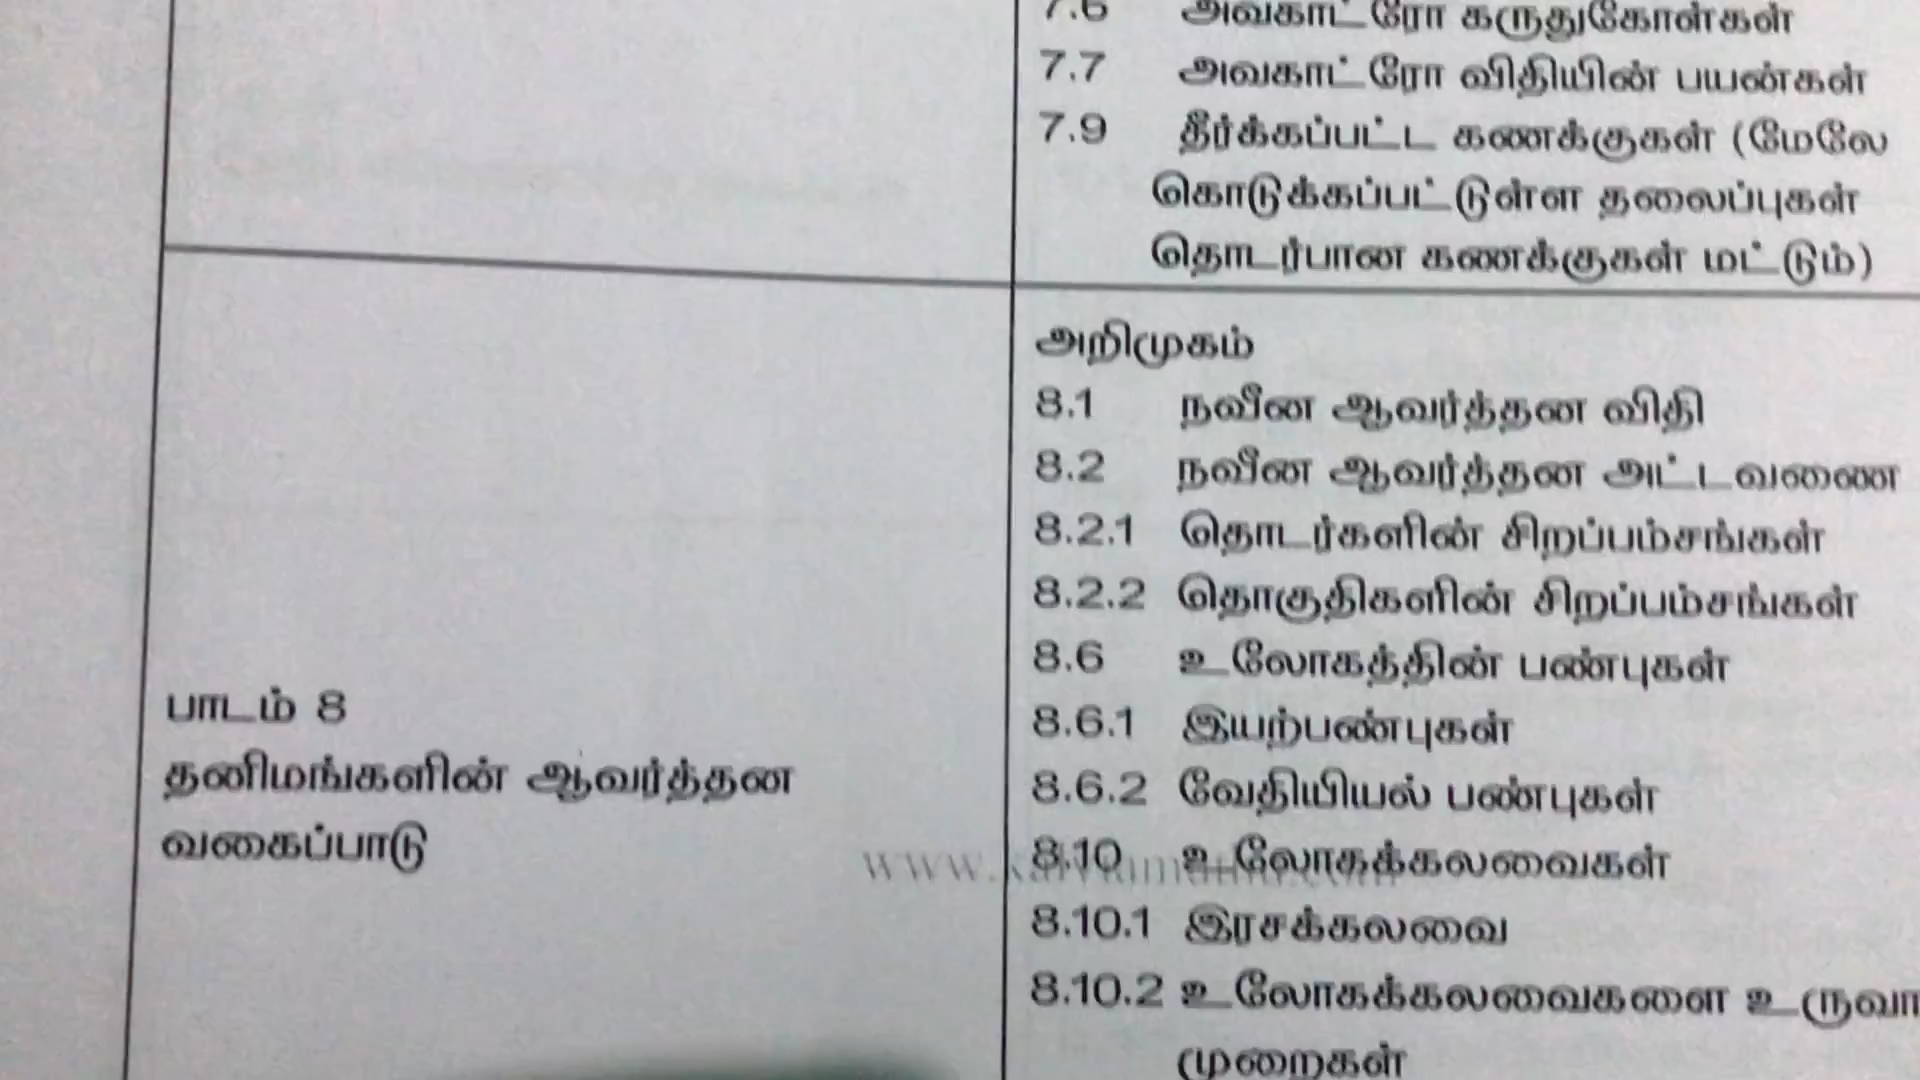 7.6 அவகாட்ரோ கருதுகோள்கள்
7.7 அவகாட்ரோ விதியின் பயன்கள்
7.9 தீர்க்கப்பட்ட கணக்குகள் (மேலே
கொடுக்கப்பட்டுள்ள தலைப்புகள்
தொடர்பான கணக்குகள் மட்டும்)
பாடம் 8
தனிமங்களின் ஆவர்த்தன
வகைப்பாடு
அறிமுகம்
8.1 நவீன ஆவர்த்தன விதி
8.2 நவீன ஆவர்த்தன அட்டவணை
8.2.1 தொடர்களின் சிறப்பம்சங்கள்
8.2.2 தொகுதிகளின் சிறப்பம்சங்கள்
8.6 உலோகத்தின் பண்புகள்
8.6.1 இயற்பண்புகள்
8.6.2 வேதியியல் பண்புகள்
8.10 உலோகக்கலவைகள்
8.10.1 இரசக்கலவை
8.10.2 உலோகக்கலவைகளை உருவா
முறைகள்